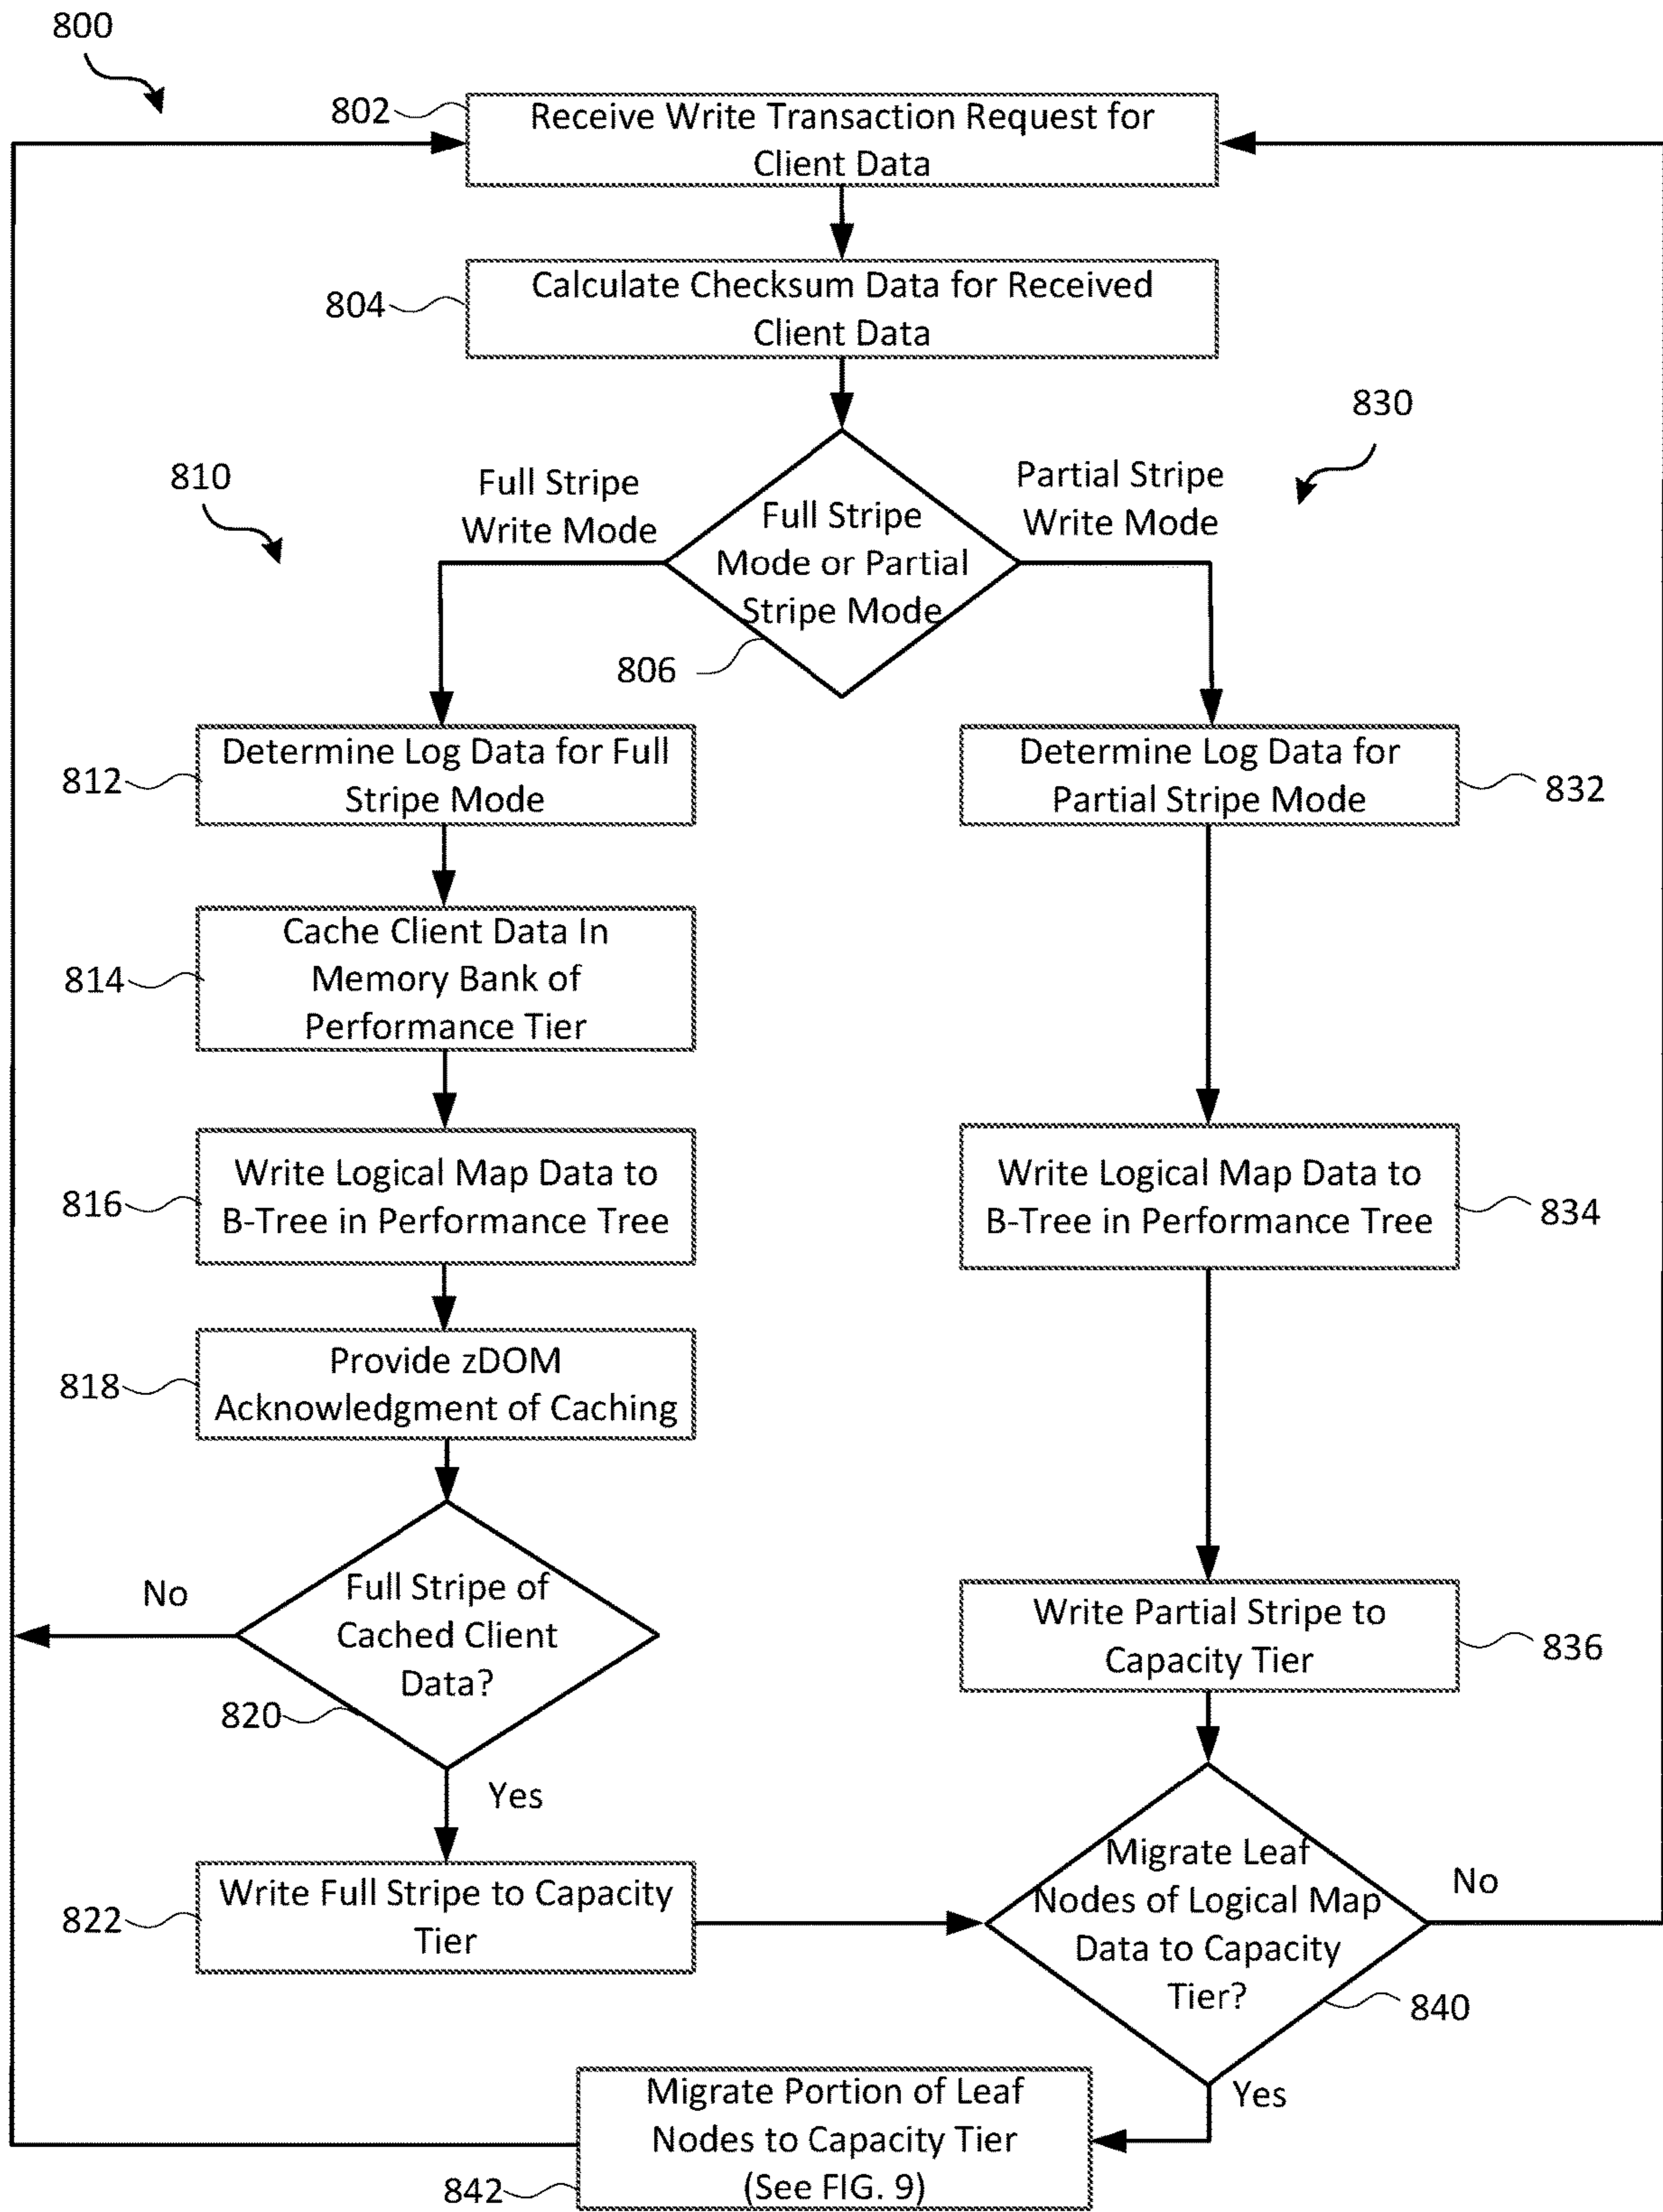 800
802
Receive Write Transaction Request for
Client Data
804
Calculate Checksum Data for Received
Client Data
830
810
Full Stripe
Write Mode
Partial Stripe
Write Mode
Full Stripe
Mode or Partial
Stripe Mode
806
812
Determine Log Data for Full
Stripe Mode
Determine Log Data for
Partial Stripe Mode
832
814
Cache Client Data In
Memory Bank of
Performance Tier
816
Write Logical Map Data to
B-Tree in Performance Tree
Write Logical Map Data to
B-Tree in Performance Tree
834
818
Provide zDOM
Acknowledgment of Caching
No
Full Stripe of
Cached Client
Data?
820
Write Partial Stripe to
Capacity Tier
836
Yes
822
Write Full Stripe to Capacity
Tier
Migrate Leaf
Nodes of Logical Map
Data to Capacity
Tier?
No
840
Yes
Migrate Portion of Leaf
Nodes to Capacity Tier
(See FIG. 9)
842